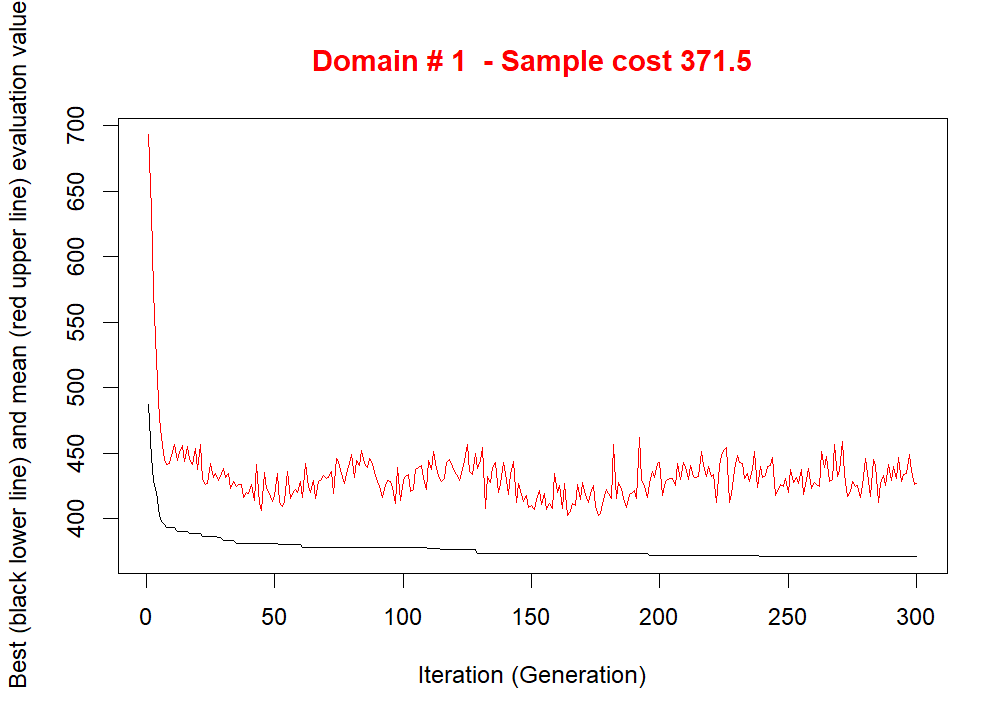 Domain # 1  - Sample cost 371.5
Best (black lower line) and mean (red upper line) evaluation value
700
650
600
550
500
450
400
0 50 100 150 200 250 300
Iteration (Generation)